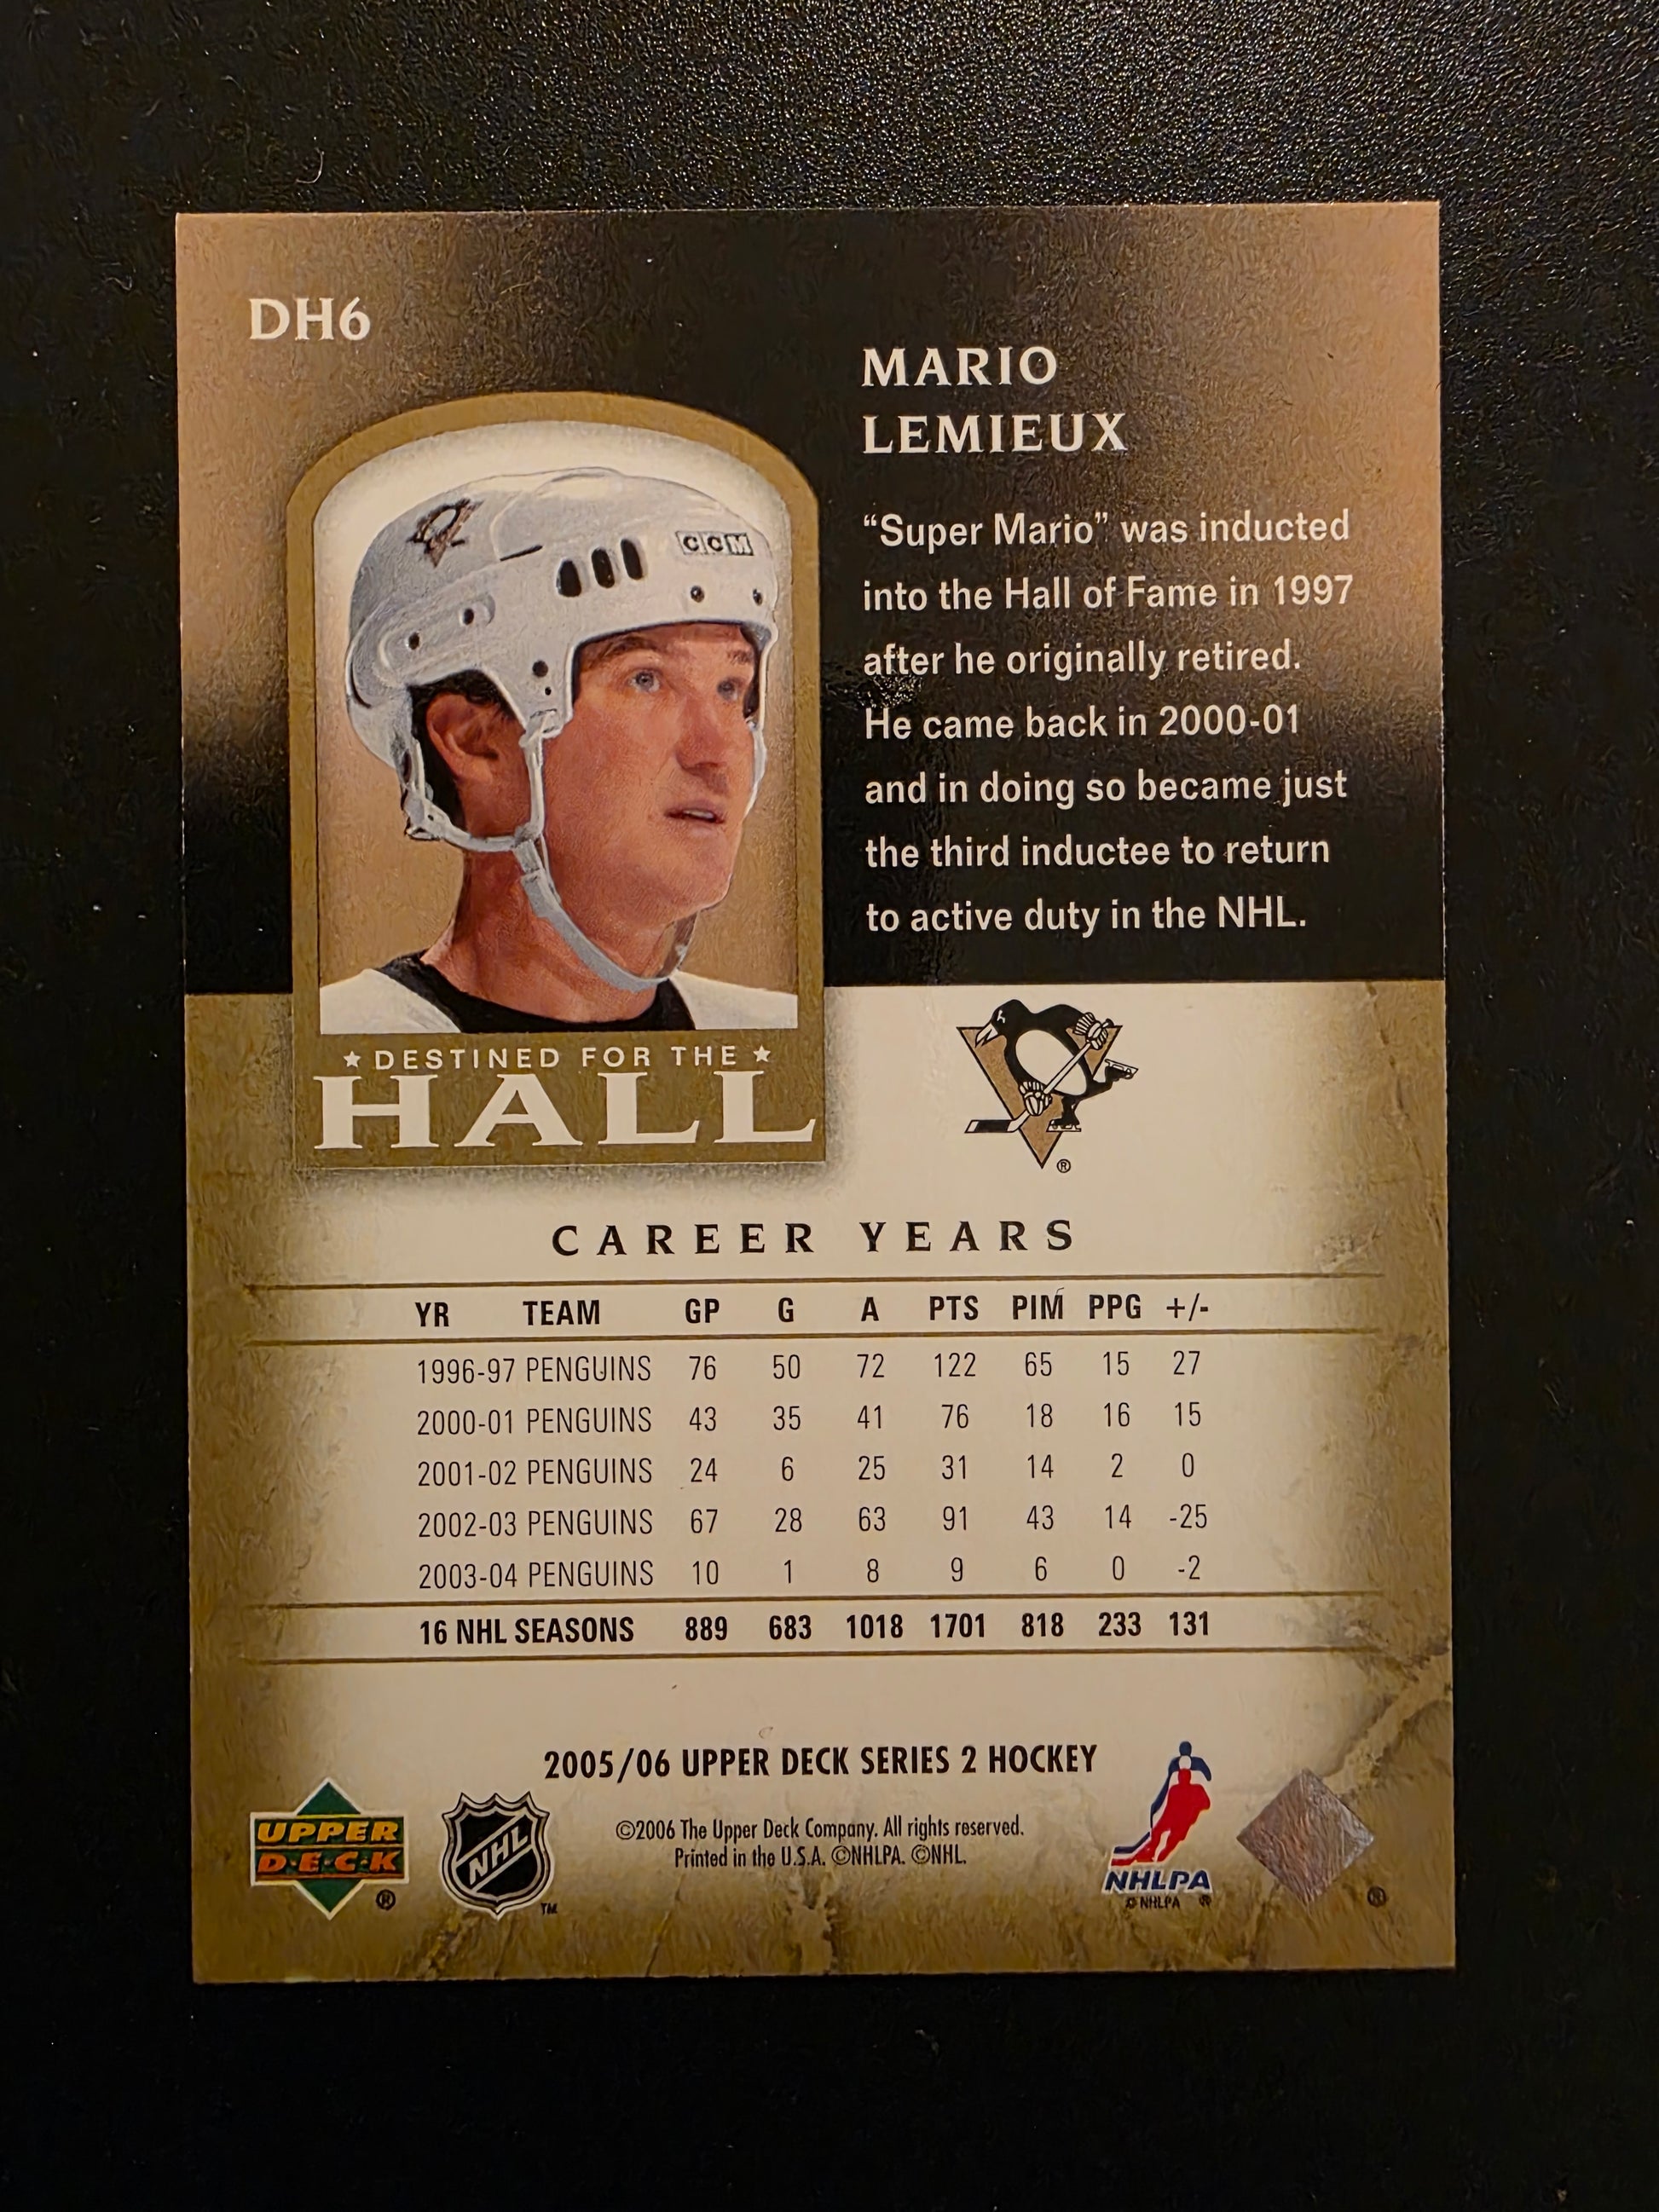 DH6
MARIO
LEMIEUX
"Super Mario" was inducted
into the Hall of Fame in 1997
after he originally retired.
He came back in 2000-01
and in doing so became just
the third inductee to return
to active duty in the NHL.
CCM
★ DESTINED FOR THE ★
HALL
®
CAREER YEARS
YR TEAM GP G A PTS PIM PPG +/-
1996-97 PENGUINS 76 50 72 122 65 15 27
2000-01 PENGUINS 43 35 41 76 18 16 15
2001-02 PENGUINS 24 6 25 31 14 2 0
2002-03 PENGUINS 67 28 63 91 43 14 -25
2003-04 PENGUINS 10 1 8 9 6 0 -2
16 NHL SEASONS 889 683 1018 1701 818 233 131
2005/06 UPPER DECK SERIES 2 HOCKEY
©2006 The Upper Deck Company. All rights reserved.
Printed in the U.S.A. ©NHLPA. ©NHL.
UPPER
D·E·C·K
®
NHL
TM
NHLPA
© NHLPA ®
®